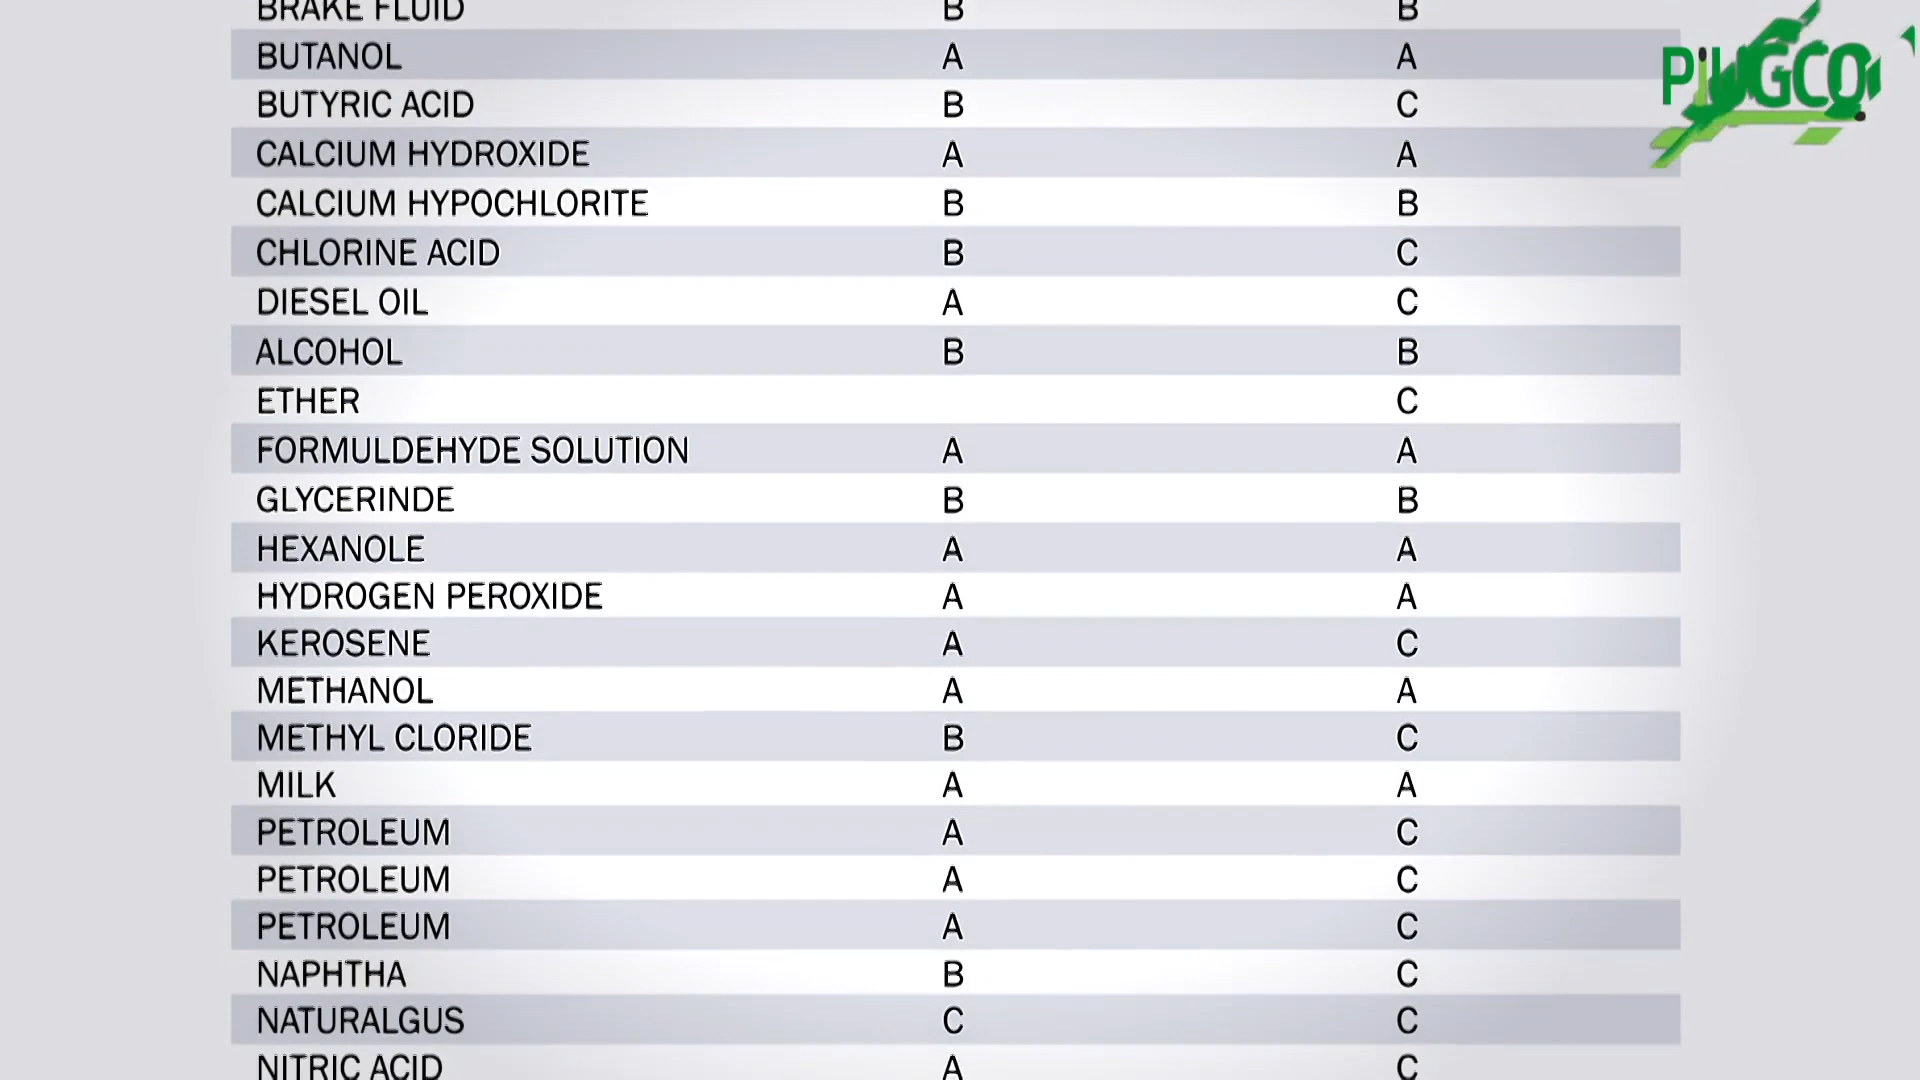 BRAKE FLUID B B
BUTANOL A A
BUTYRIC ACID B C
CALCIUM HYDROXIDE A A
CALCIUM HYPOCHLORITE B B
CHLORINE ACID B C
DIESEL OIL A C
ALCOHOL B B
ETHER C
FORMULDEHYDE SOLUTION A A
GLYCERINDE B B
HEXANOLE A A
HYDROGEN PEROXIDE A A
KEROSENE A C
METHANOL A A
METHYL CLORIDE B C
MILK A A
PETROLEUM A C
PETROLEUM A C
PETROLEUM A C
NAPHTHA B C
NATURALGUS C C
NITRIC ACID A C